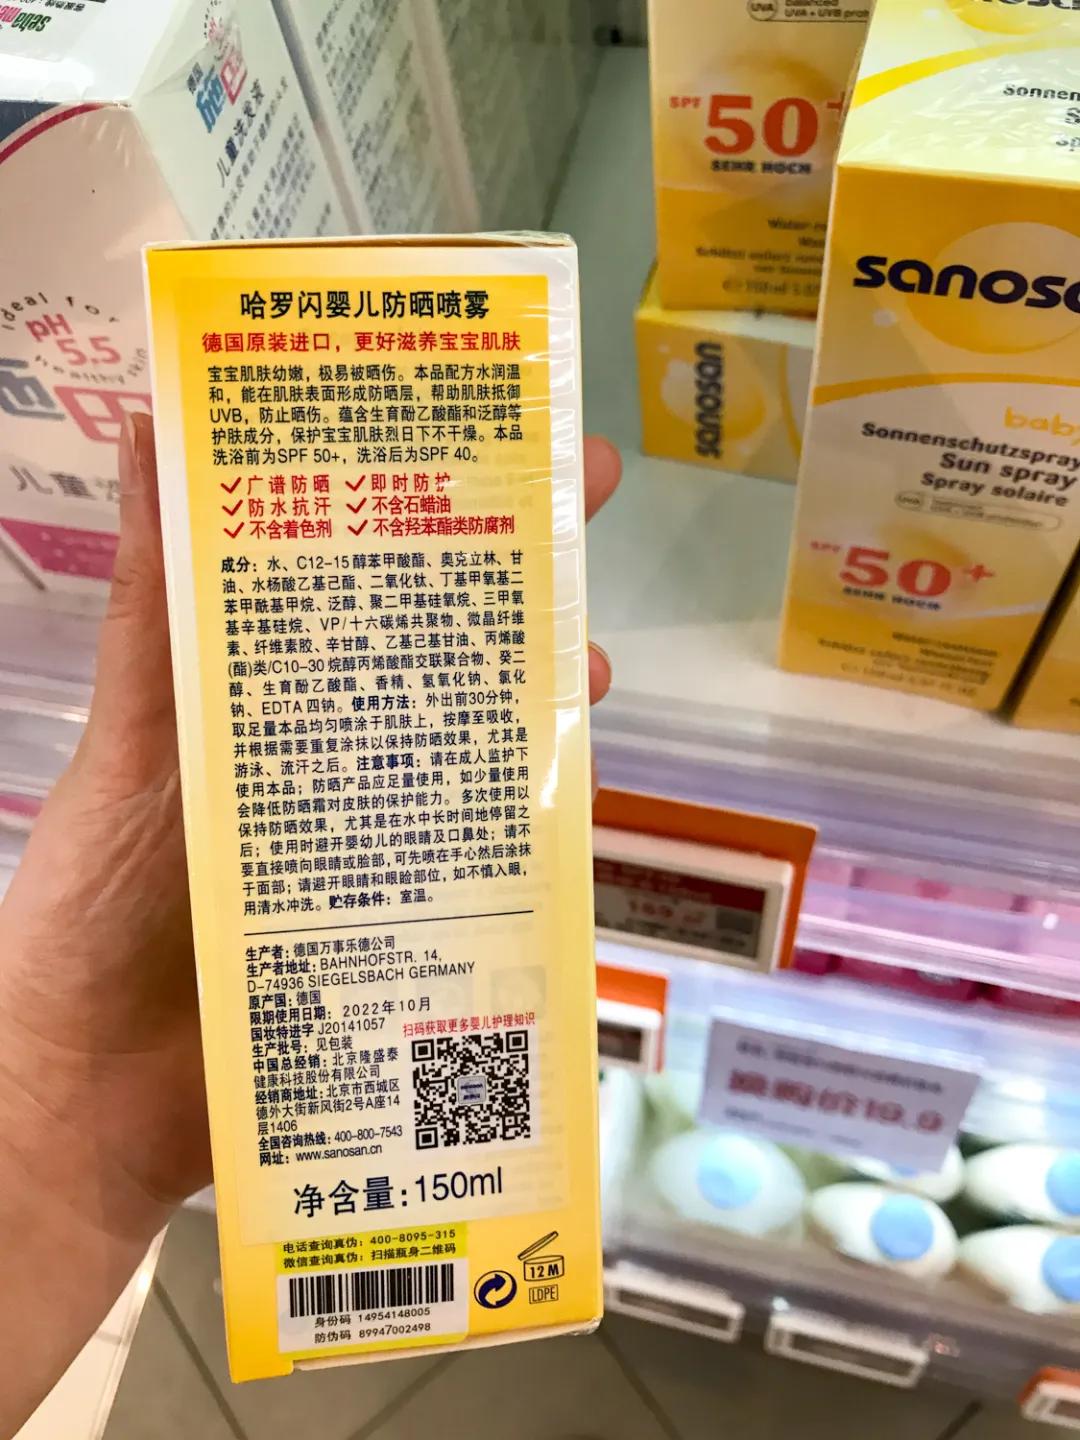 哈罗闪婴儿防晒喷雾
德国原装进口，更好滋养宝宝肌肤
宝宝肌肤幼嫩，极易被晒伤。本品配方水润温
和，能在肌肤表面形成防晒层，帮助肌肤抵御
UVB，防止晒伤。蕴含生育酚乙酸酯和泛醇等
护肤成分，保护宝宝肌肤烈日下不干燥。本品
洗浴前为SPF 50+，洗浴后为SPF 40。
✓广谱防晒 ✓即时防护
✓防水抗汗 ✓不含石蜡油
✓不含着色剂 ✓不含羟苯酯类防腐剂
成分：水、C12-15醇苯甲酸酯、奥克立林、甘
油、水杨酸乙基己酯、二氧化钛、丁基甲氧基二
苯甲酰基甲烷、泛醇、聚二甲基硅氧烷、三甲氧
基辛基硅烷、VP/十六碳烯共聚物、微晶纤维
素、纤维素胶、辛甘醇、乙基己基甘油、丙烯酸
(酯)类/C10-30烷醇丙烯酸酯交联聚合物、癸二
醇、生育酚乙酸酯、香精、氢氧化钠、氯化
钠、EDTA 四钠。使用方法：外出前30分钟，
取足量本品均匀喷涂于肌肤上，按摩至吸收，
并根据需要重复涂抹以保持防晒效果，尤其是
游泳、流汗之后。注意事项：请在成人监护下
使用本品；防晒产品应足量使用，如少量使用
会降低防晒霜对皮肤的保护能力。多次使用以
保持防晒效果，尤其是在水中长时间地停留之
后；使用时避开婴幼儿的眼睛及口鼻处；请不
要直接喷向眼睛或脸部，可先喷在手心然后涂抹
于面部；请避开眼睛和眼睑部位，如不慎入眼，
用清水冲洗。贮存条件：室温。
生产者：德国万事乐德公司
生产者地址：BAHNHOFSTR. 14,
D-74936 SIEGELSBACH GERMANY
原产国：德国
限期使用日期：2022年10月
国妆特进字 J20141057
生产批号：见包装
中国总经销：北京隆盛泰
健康科技股份有限公司
经销商地址：北京市西城区
德外大街新风街2号A座14
层1406
全国咨询热线：400-800-7543
网址：www.sanosan.cn
扫码获取更多婴儿护理知识
净含量：150ml
电话查询真伪：400-8095-315
微信查询真伪：扫描瓶身二维码
身份码 14954148005
防伪码 89947002498
12M
LDPE
UVA
UVA + UVB
SPF 50+
SEHR HOCH
sanosan
baby
Sonnenschutzspray
Sun spray
Spray solaire
UVA
SPF 50+
SEHR HOCH
ideal for
pH
5.5
儿童洗发液
169